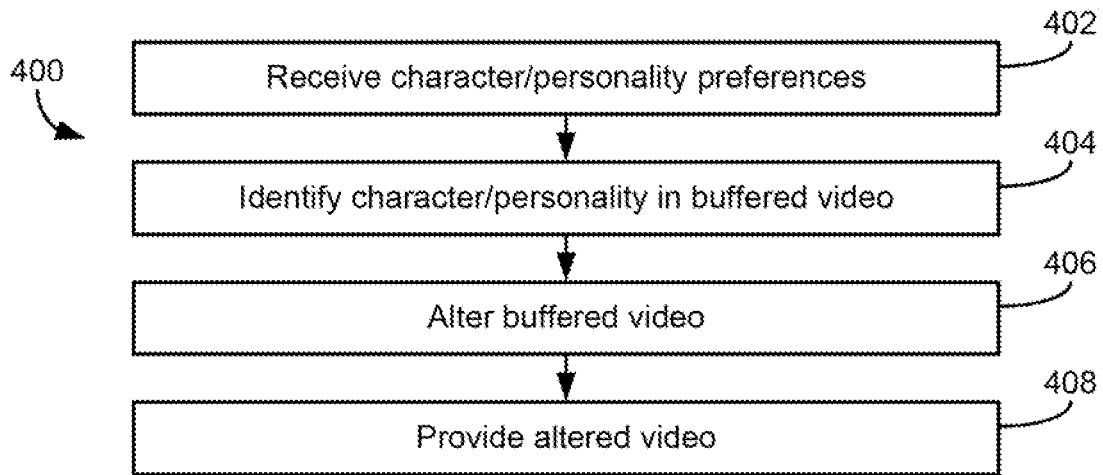 402
400
Receive character/personality preferences
404
Identify character/personality in buffered video
406
Alter buffered video
408
Provide altered video